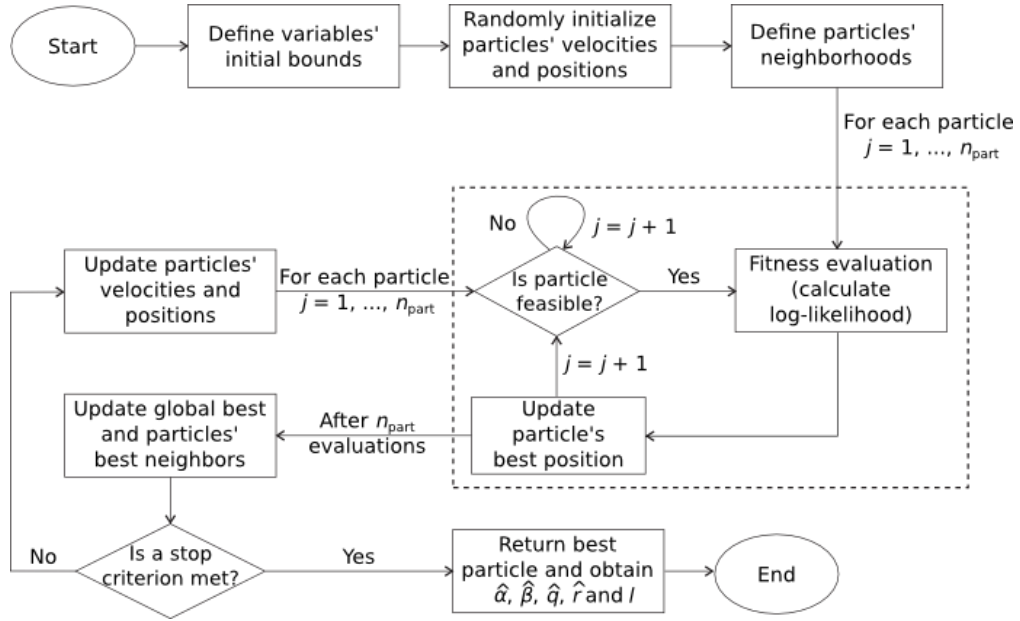 Start
Define variables'
initial bounds
Randomly initialize
particles' velocities
and positions
Define particles'
neighborhoods
For each particle
j = 1, ..., n_part
No
j = j + 1
Update particles'
velocities and
positions
For each particle
j = 1, ..., n_part
Is particle
feasible?
Yes
Fitness evaluation
(calculate
log-likelihood)
j = j + 1
Update global best
and particles'
best neighbors
After n_part
evaluations
Update
particle's
best position
No
Is a stop
criterion met?
Yes
Return best
particle and obtain
α̂, β̂, q̂, r̂ and l
End